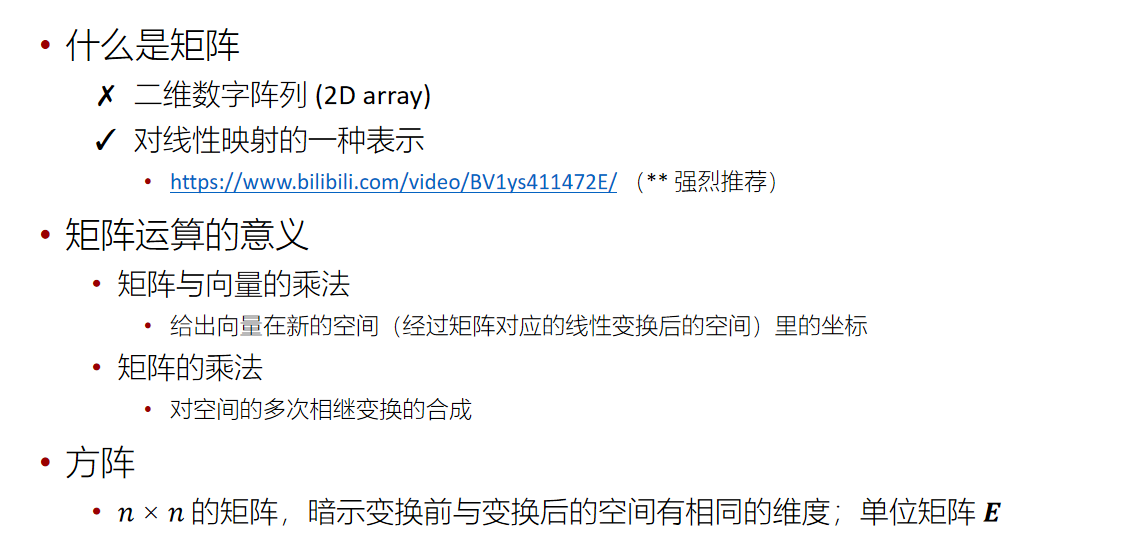 • 什么是矩阵
✗ 二维数字阵列 (2D array)
✓ 对线性映射的一种表示
• https://www.bilibili.com/video/BV1ys411472E/ （** 强烈推荐）
• 矩阵运算的意义
• 矩阵与向量的乘法
• 给出向量在新的空间（经过矩阵对应的线性变换后的空间）里的坐标
• 矩阵的乘法
• 对空间的多次相继变换的合成
• 方阵
• n × n 的矩阵，暗示变换前与变换后的空间有相同的维度；单位矩阵 E